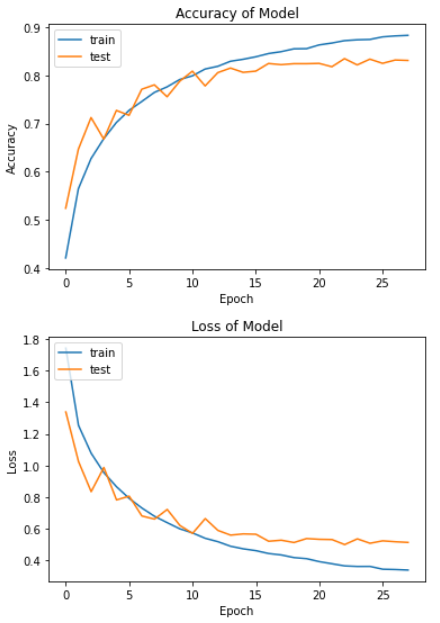 Accuracy of Model
train
test
0.9
0.8
0.7
0.6
0.5
0.4
Accuracy
0 5 10 15 20 25
Epoch
Loss of Model
train
test
1.8
1.6
1.4
1.2
1.0
0.8
0.6
0.4
Loss
0 5 10 15 20 25
Epoch